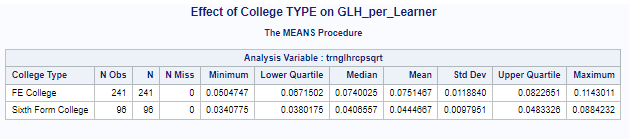 Effect of College TYPE on GLH_per_Learner
The MEANS Procedure
Analysis Variable : trnglhrcpsqrt
College Type N Obs N N Miss Minimum Lower Quartile Median Mean Std Dev Upper Quartile Maximum
FE College 241 241 0 0.0504747 0.0671502 0.0740025 0.0751467 0.0118840 0.0822651 0.1143011
Sixth Form College 96 96 0 0.0340775 0.0380175 0.0406557 0.0444667 0.0097951 0.0483326 0.0884232